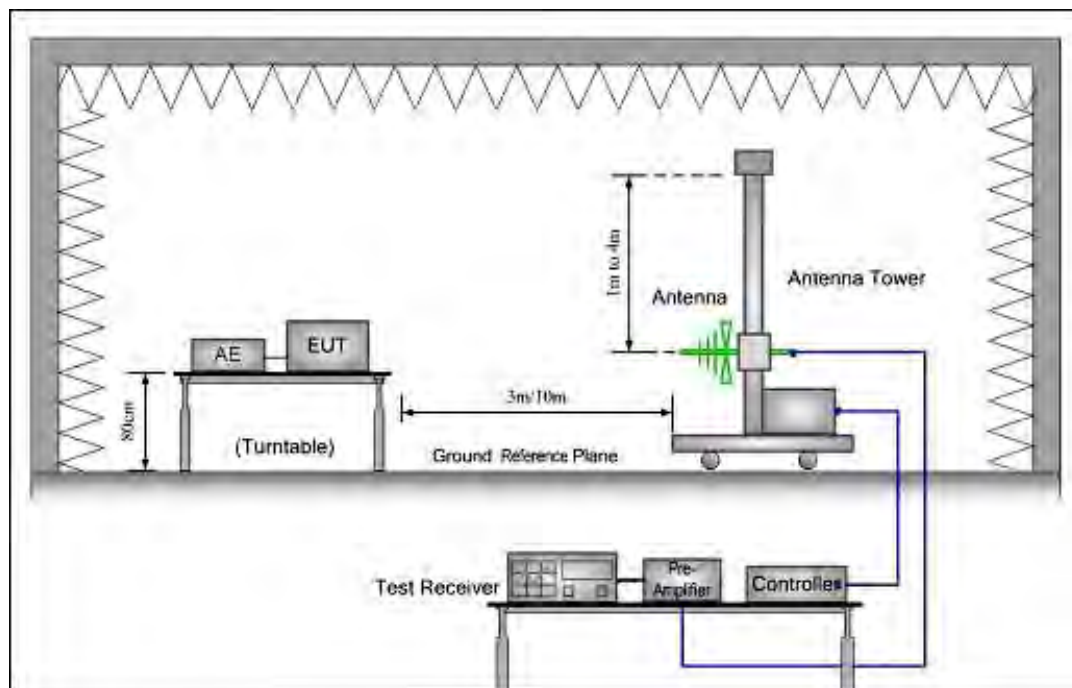 1m to 4m
Antenna Tower
Antenna
AE
EUT
3m/10m
80cm
(Turntable)
Ground Reference Plane
Test Receiver
Pre-
Amplifier
Controller